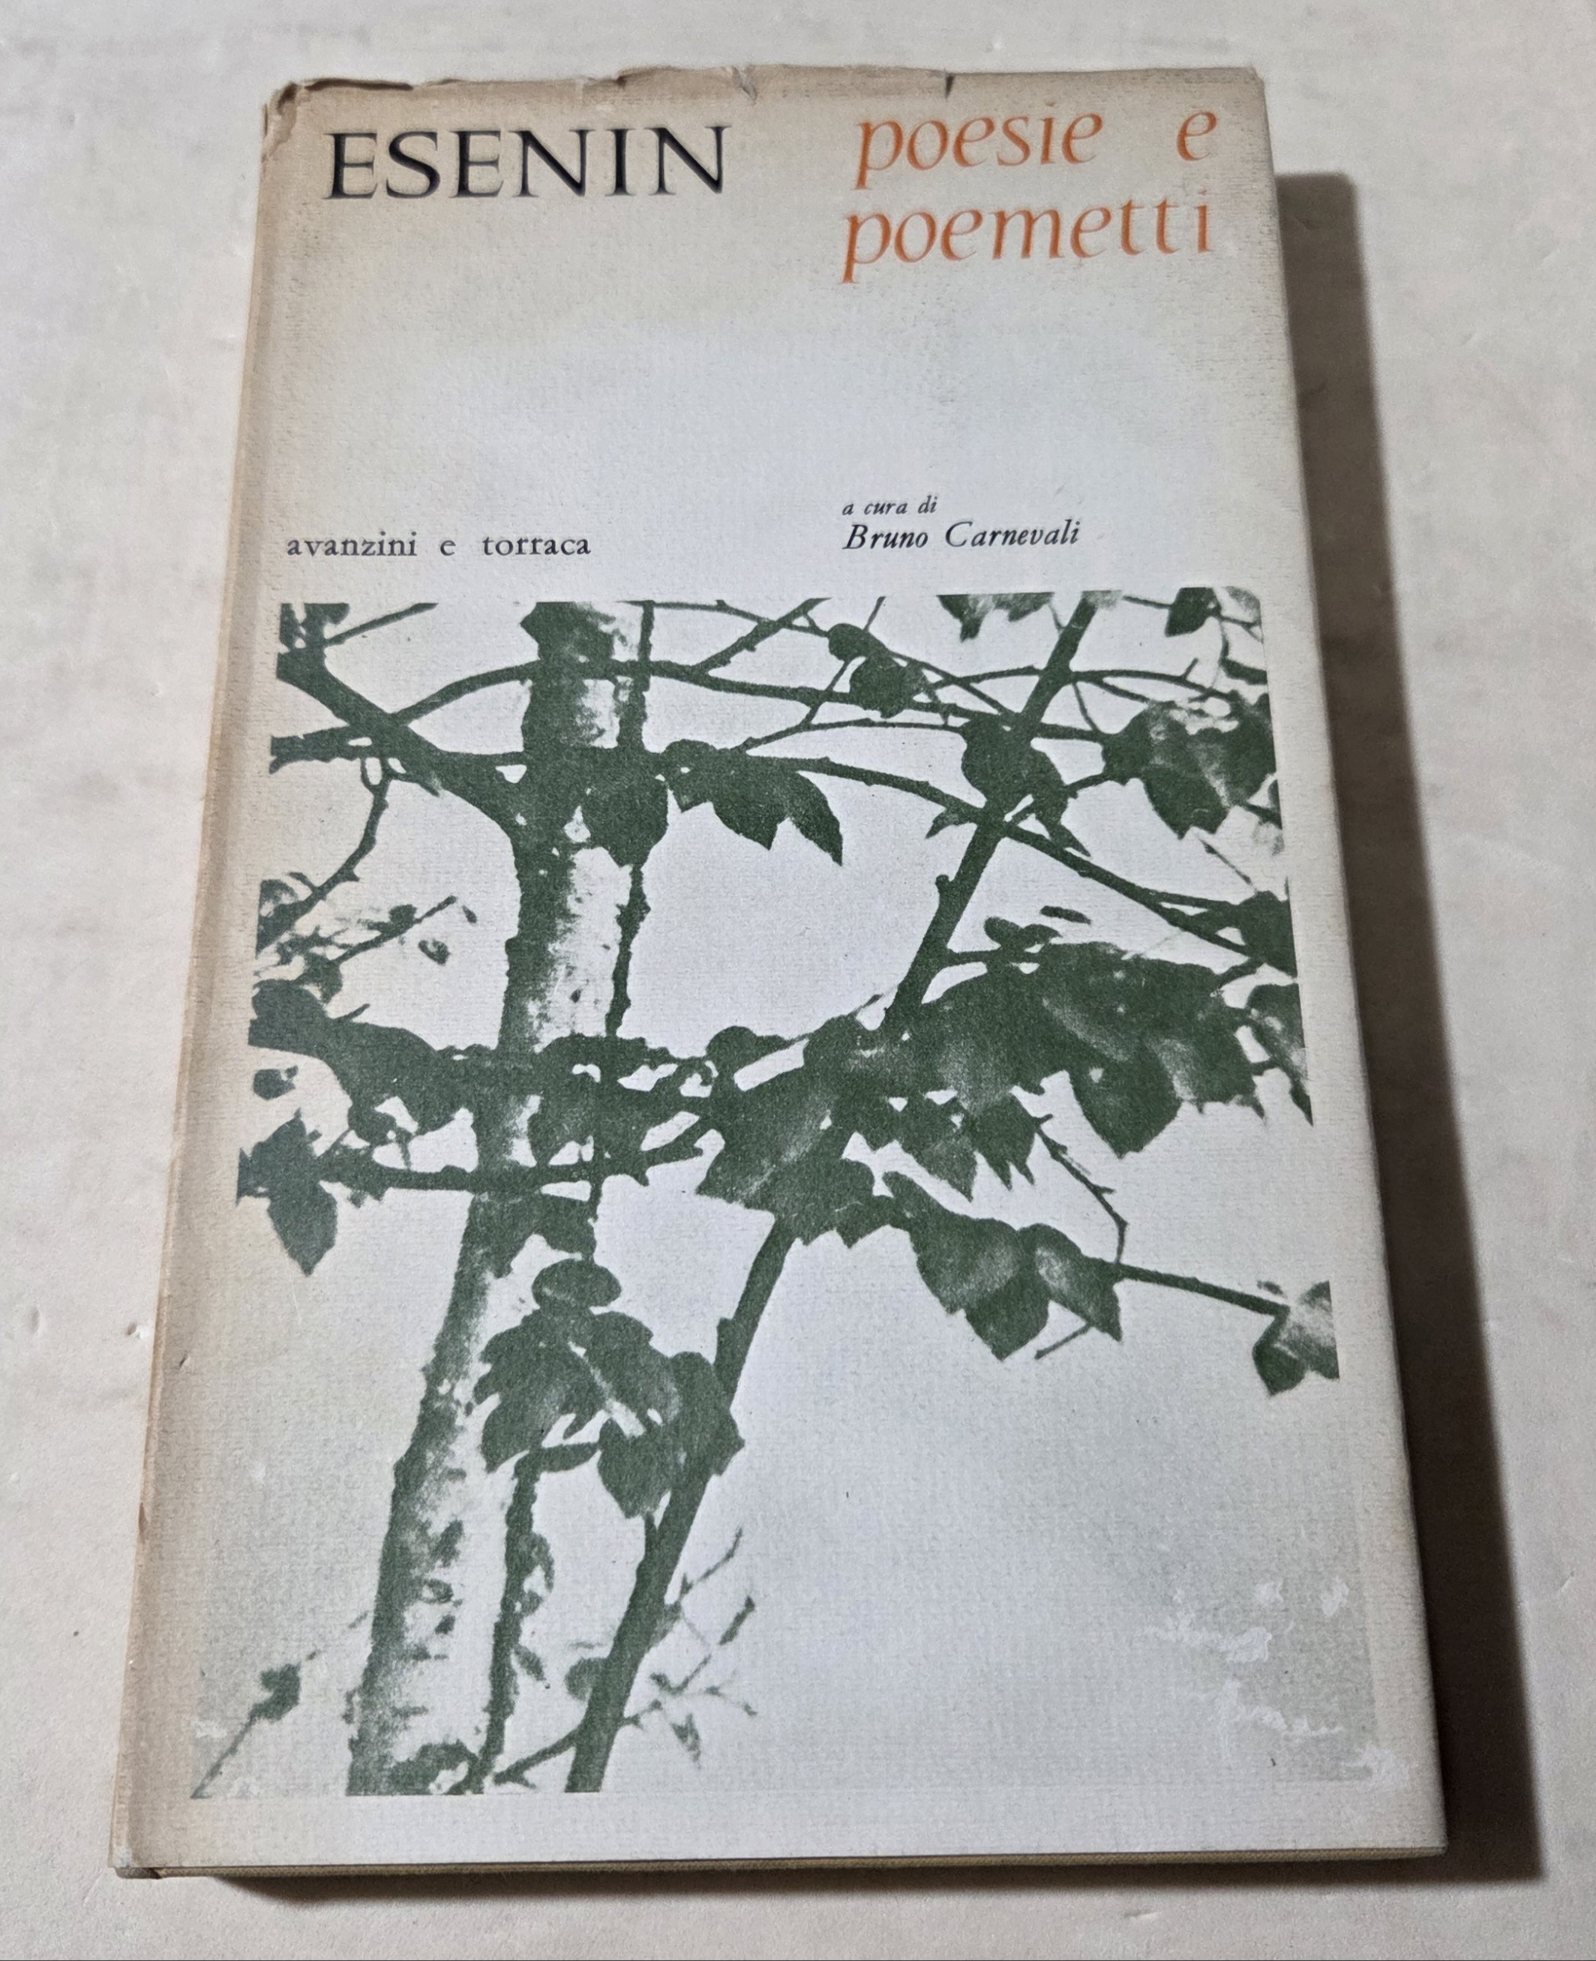 ESENIN
poesie e
poemetti
avanzini e torraca
a cura di
Bruno Carnevali